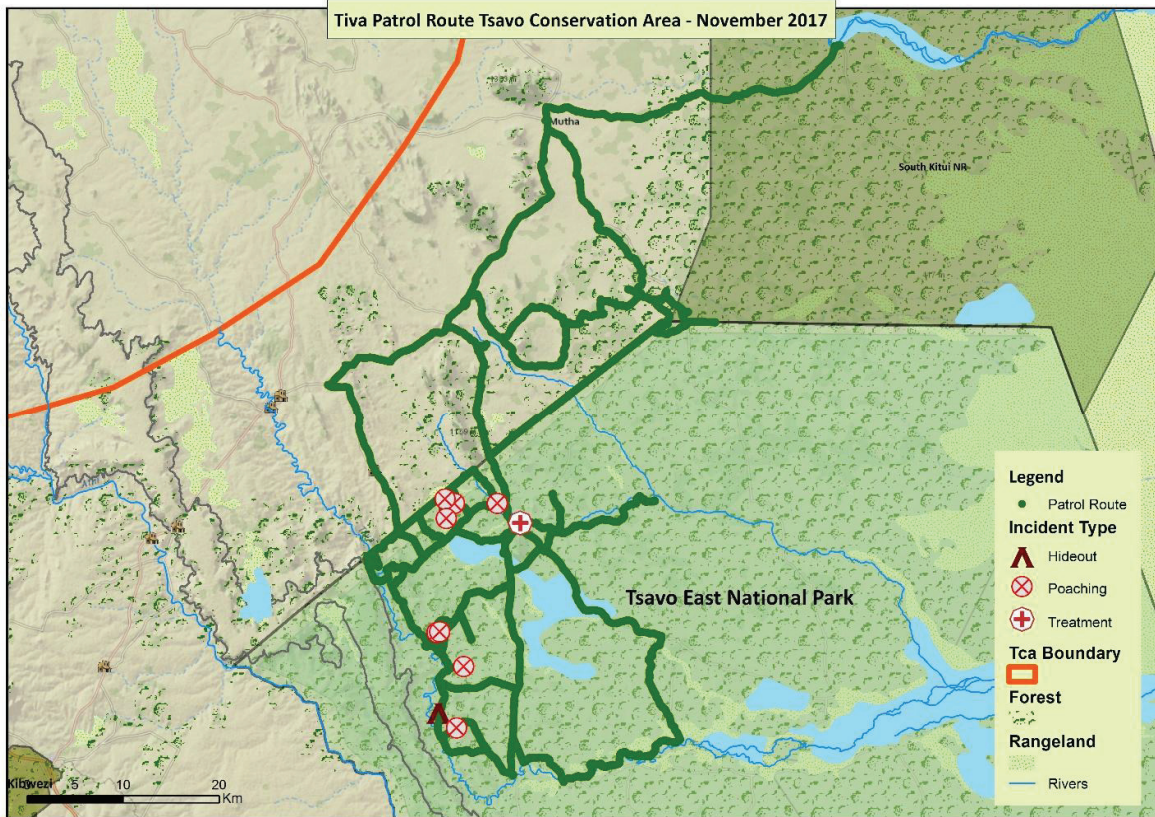 Tiva Patrol Route Tsavo Conservation Area - November 2017
Mutha
South Kitui NR
Tsavo East National Park
Legend
Patrol Route
Incident Type
Hideout
Poaching
Treatment
Tca Boundary
Forest
Rangeland
Rivers
Kibwezi
5 10 20
Km